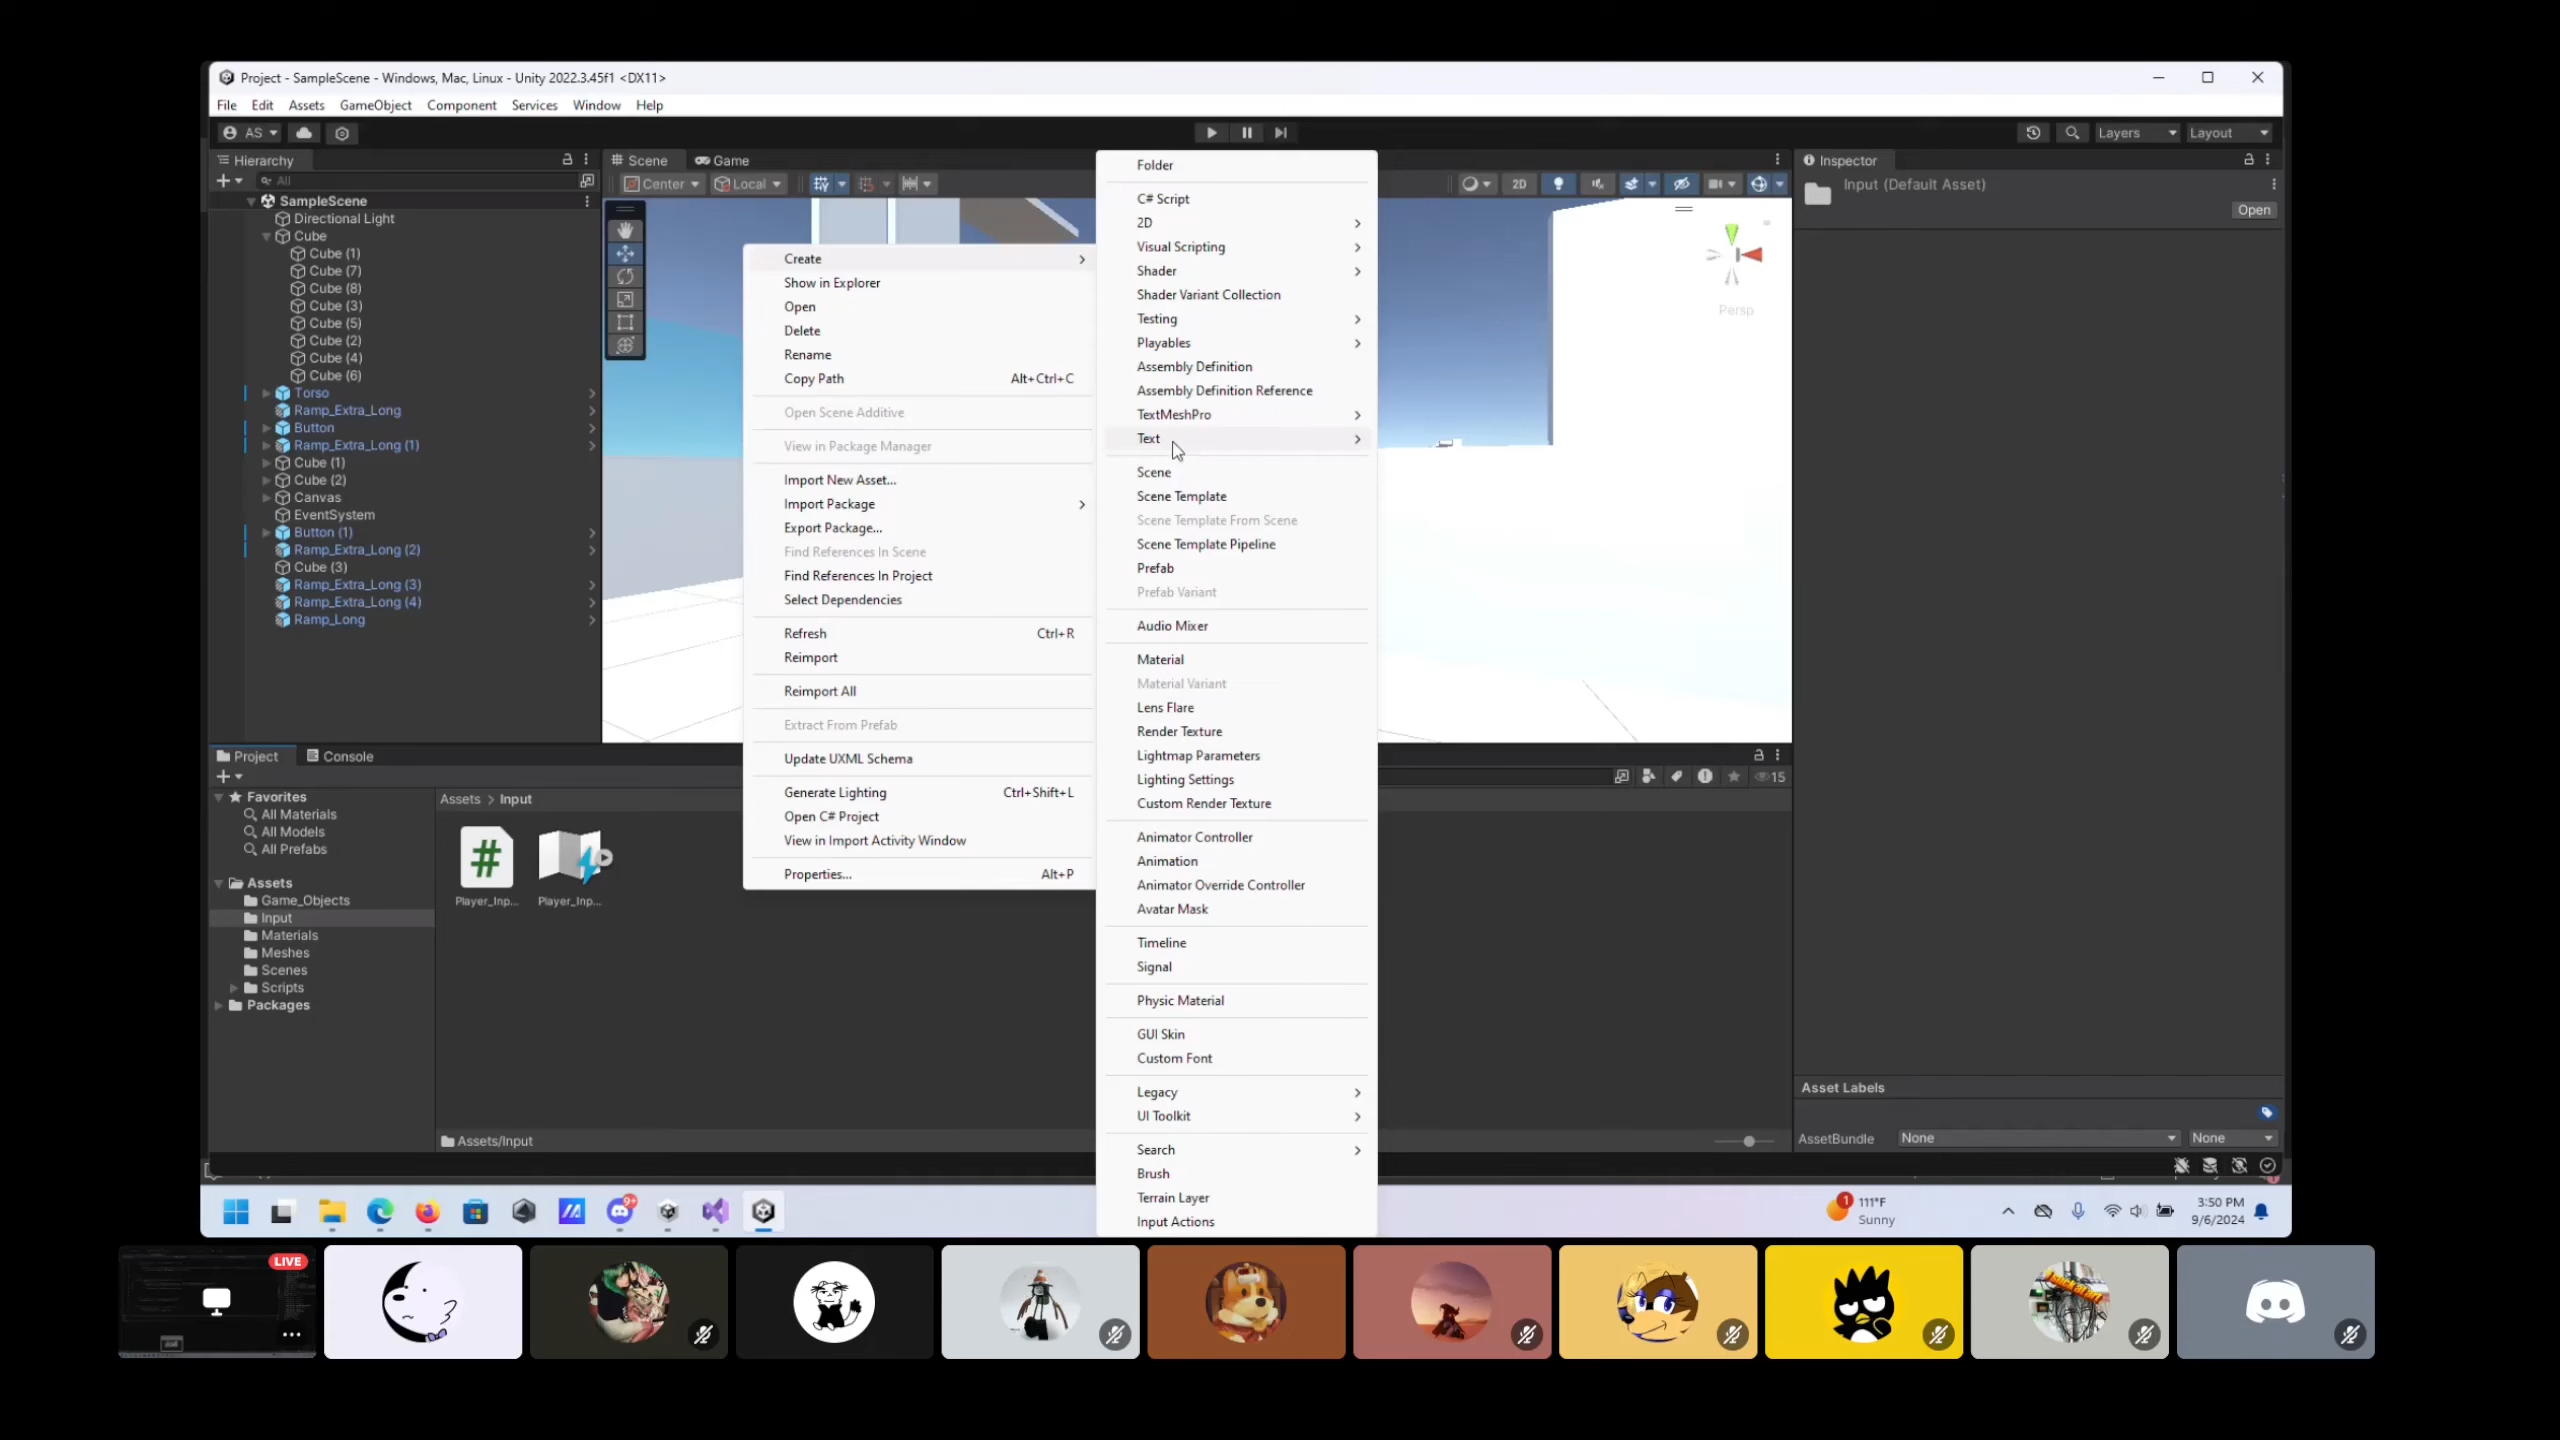 Project - SampleScene - Windows, Mac, Linux - Unity 2022.3.45f1 <DX11>
File Edit Assets GameObject Component Services Window Help
AS
Layers Layout
Hierarchy
All
SampleScene
Directional Light
Cube
Cube (1)
Cube (7)
Cube (8)
Cube (3)
Cube (5)
Cube (2)
Cube (4)
Cube (6)
Torso
Ramp_Extra_Long
Button
Ramp_Extra_Long (1)
Cube (1)
Cube (2)
Canvas
EventSystem
Button (1)
Ramp_Extra_Long (2)
Cube (3)
Ramp_Extra_Long (3)
Ramp_Extra_Long (4)
Ramp_Long
Scene Game
Center Local
2D
Persp
Create
Show in Explorer
Open
Delete
Rename
Copy Path Alt+Ctrl+C
Open Scene Additive
View in Package Manager
Import New Asset...
Import Package
Export Package...
Find References In Scene
Find References In Project
Select Dependencies
Refresh Ctrl+R
Reimport
Reimport All
Extract From Prefab
Update UXML Schema
Generate Lighting Ctrl+Shift+L
Open C# Project
View in Import Activity Window
Properties... Alt+P
Folder
C# Script
2D
Visual Scripting
Shader
Shader Variant Collection
Testing
Playables
Assembly Definition
Assembly Definition Reference
TextMeshPro
Text
Scene
Scene Template
Scene Template From Scene
Scene Template Pipeline
Prefab
Prefab Variant
Audio Mixer
Material
Material Variant
Lens Flare
Render Texture
Lightmap Parameters
Lighting Settings
Custom Render Texture
Animator Controller
Animation
Animator Override Controller
Avatar Mask
Timeline
Signal
Physic Material
GUI Skin
Custom Font
Legacy
UI Toolkit
Search
Brush
Terrain Layer
Input Actions
Inspector
Input (Default Asset)
Open
Asset Labels
AssetBundle None None
Project Console
15
Favorites
All Materials
All Models
All Prefabs
Assets
Game_Objects
Input
Materials
Meshes
Scenes
Scripts
Packages
Assets > Input
#
Player_Inp...
Player_Inp...
Assets/Input
9+
1
111°F
Sunny
3:50 PM
9/6/2024
LIVE